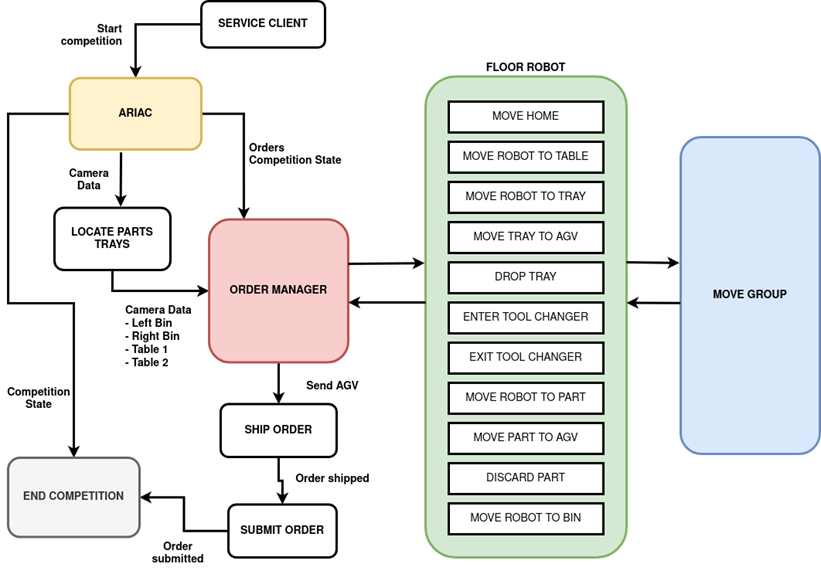 SERVICE CLIENT
Start
competition
ARIAC
Orders
Competition State
Camera
Data
LOCATE PARTS
TRAYS
ORDER MANAGER
Camera Data
- Left Bin
- Right Bin
- Table 1
- Table 2
Send AGV
SHIP ORDER
Order shipped
SUBMIT ORDER
Order
submitted
Competition
State
END COMPETITION
FLOOR ROBOT
MOVE HOME
MOVE ROBOT TO TABLE
MOVE ROBOT TO TRAY
MOVE TRAY TO AGV
DROP TRAY
ENTER TOOL CHANGER
EXIT TOOL CHANGER
MOVE ROBOT TO PART
MOVE PART TO AGV
DISCARD PART
MOVE ROBOT TO BIN
MOVE GROUP